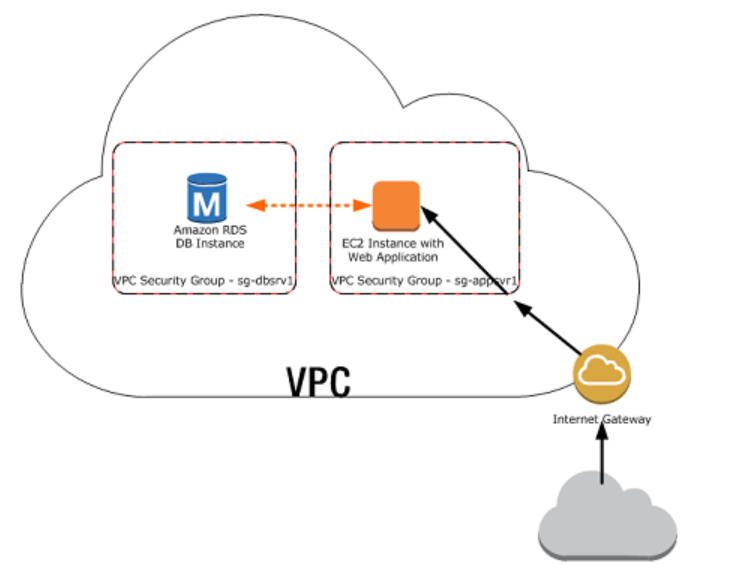 M
Amazon RDS
DB Instance
VPC Security Group - sg-dbsrv1
EC2 Instance with
Web Application
VPC Security Group - sg-appsvr1
VPC
Internet Gateway